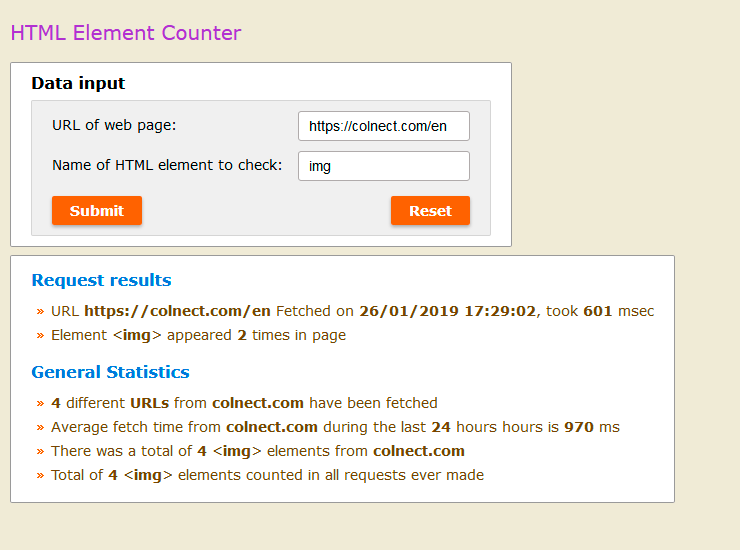 HTML Element Counter
Data input
URL of web page:
https://colnect.com/en
Name of HTML element to check:
img
Submit
Reset
Request results
» URL https://colnect.com/en Fetched on 26/01/2019 17:29:02, took 601 msec
» Element <img> appeared 2 times in page
General Statistics
» 4 different URLs from colnect.com have been fetched
» Average fetch time from colnect.com during the last 24 hours hours is 970 ms
» There was a total of 4 <img> elements from colnect.com
» Total of 4 <img> elements counted in all requests ever made